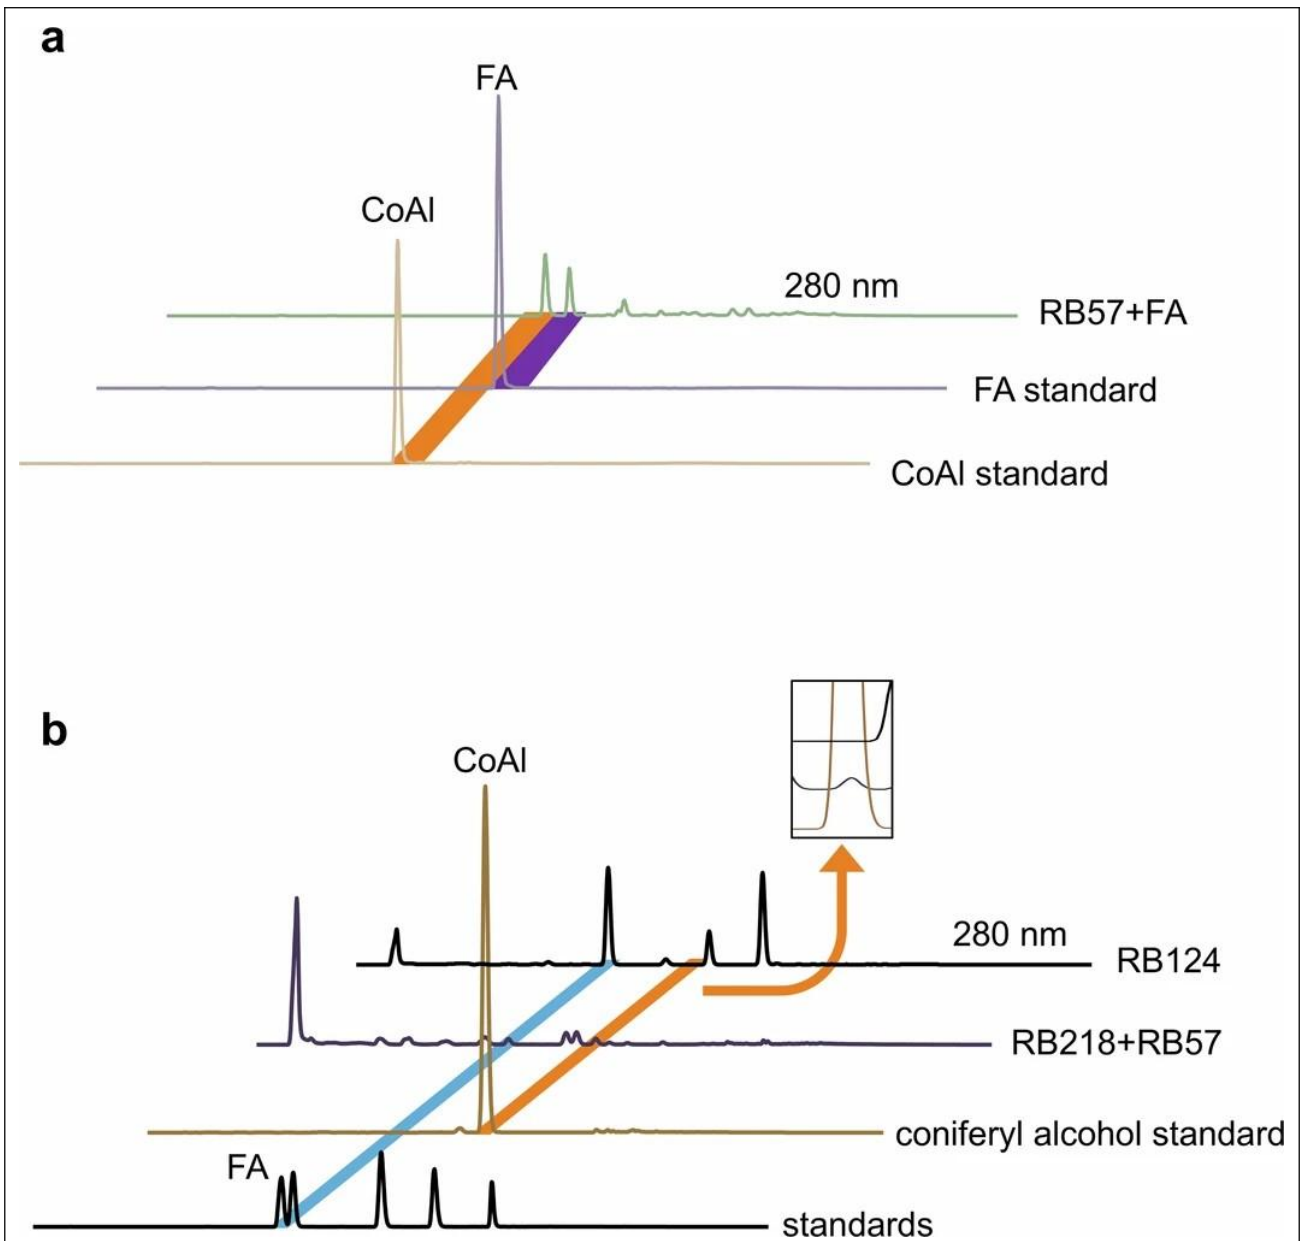 a
FA
CoAl
280 nm
RB57+FA
FA standard
CoAl standard
b
CoAl
280 nm
RB124
RB218+RB57
coniferyl alcohol standard
FA
standards